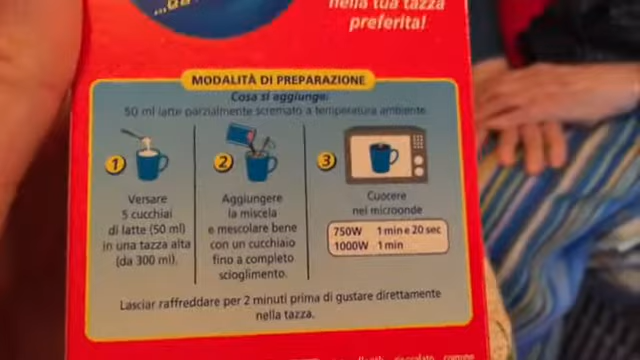 nella tua tazza
preferita!
MODALITÀ DI PREPARAZIONE
Cosa si aggiunge:
50 ml latte parzialmente scremato a temperatura ambiente
1
Versare
5 cucchiai
di latte (50 ml)
in una tazza alta
(da 300 ml).
2
Aggiungere
la miscela
e mescolare bene
con un cucchiaio
fino a completo
scioglimento.
3
Cuocere
nel microonde
750W 1 min e 20 sec
1000W 1 min
Lasciar raffreddare per 2 minuti prima di gustare direttamente
nella tazza.